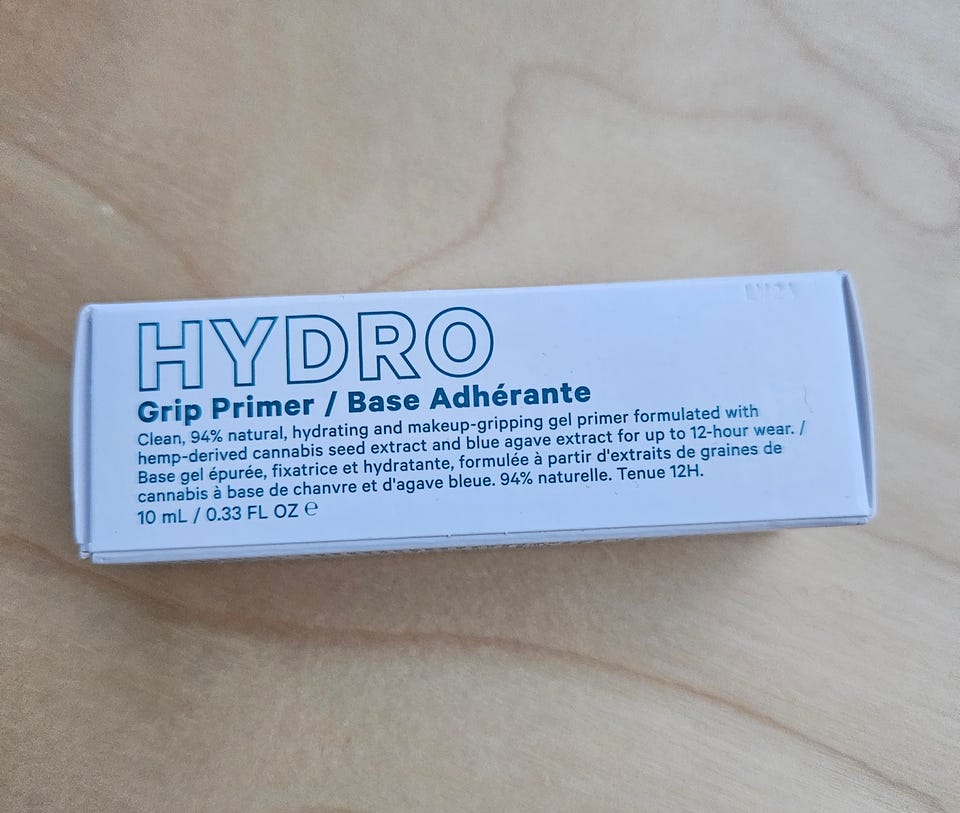 HYDRO
Grip Primer / Base Adhérante
Clean, 94% natural, hydrating and makeup-gripping gel primer formulated with
hemp-derived cannabis seed extract and blue agave extract for up to 12-hour wear. /
Base gel épurée, fixatrice et hydratante, formulée à partir d'extraits de graines de
cannabis à base de chanvre et d'agave bleue. 94% naturelle. Tenue 12H.
10 mL / 0.33 FL OZ ℮